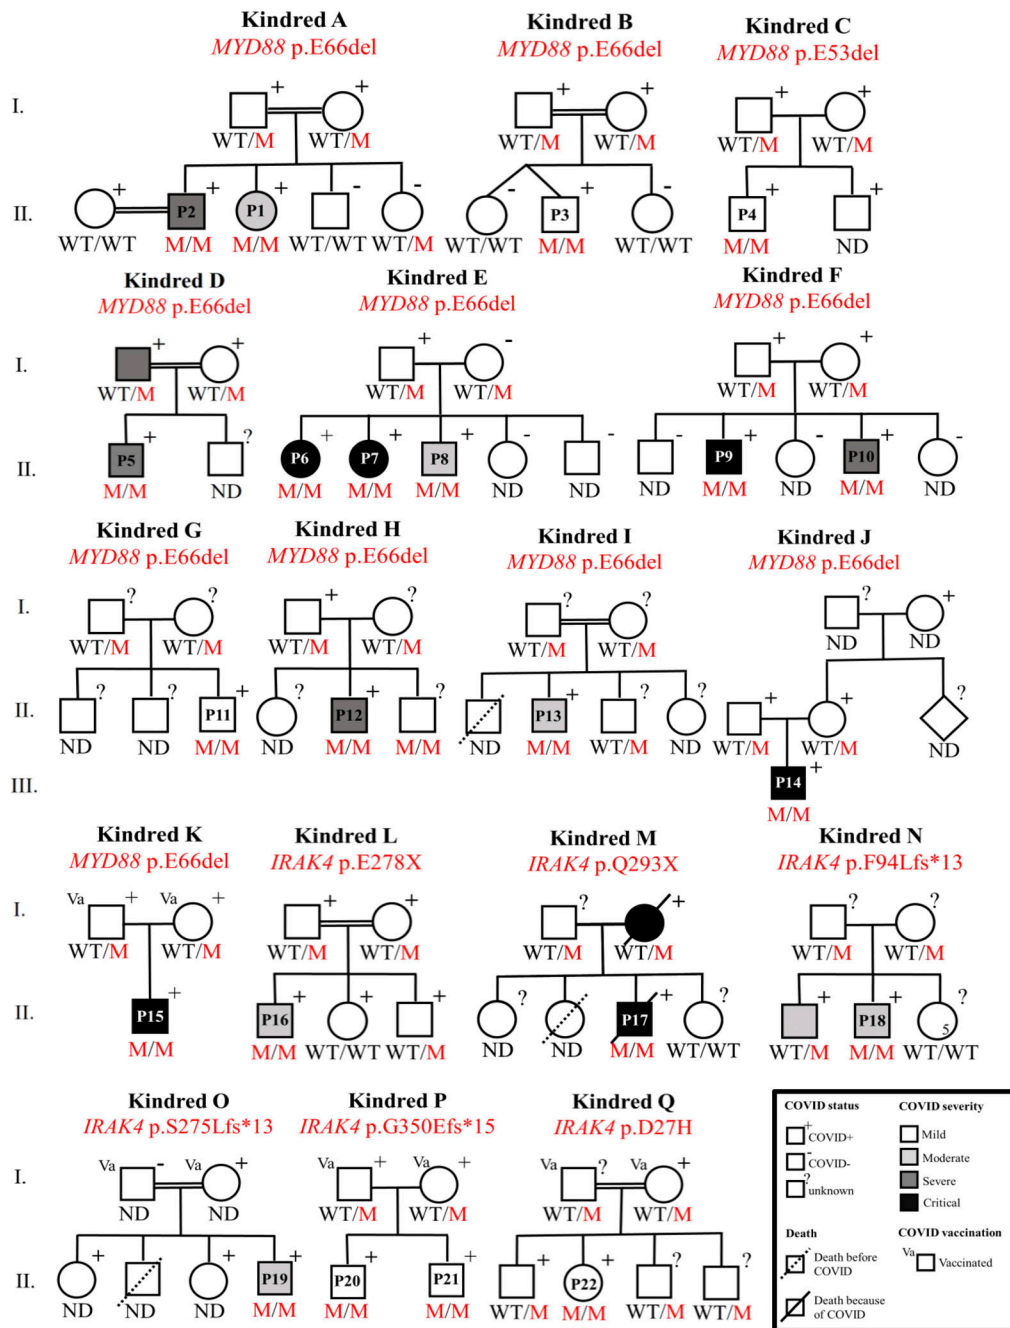 Kindred A Kindred B Kindred C
MYD88 p.E66del MYD88 p.E66del MYD88 p.E53del
I. + + + + + +
WT/M WT/M WT/M WT/M WT/M WT/M
II. + P2 + P1 + - - - P3 + - P4 + +
WT/WT M/M M/M WT/WT WT/M WT/WT M/M WT/WT M/M ND
Kindred D Kindred E Kindred F
MYD88 p.E66del MYD88 p.E66del MYD88 p.E66del
I. + + + - + +
WT/M WT/M WT/M WT/M WT/M WT/M
II. P5 + ? P6 + P7 + P8 + - - - P9 + - P10 + -
M/M ND M/M M/M M/M ND ND ND M/M ND M/M ND
Kindred G Kindred H Kindred I Kindred J
MYD88 p.E66del MYD88 p.E66del MYD88 p.E66del MYD88 p.E66del
I. ? ? + ? ? ? ? +
WT/M WT/M WT/M WT/M WT/M WT/M ND ND
II. ? ? P11 + ? P12 + ? P13 + ? ? + + ?
ND ND M/M ND M/M M/M ND M/M WT/M ND WT/M WT/M ND
III. P14 +
M/M
Kindred K Kindred L Kindred M Kindred N
MYD88 p.E66del IRAK4 p.E278X IRAK4 p.Q293X IRAK4 p.F94Lfs*13
I. Va + Va + + + ? + ? ?
WT/M WT/M WT/M WT/M WT/M WT/M WT/M WT/M
II. P15 + P16 + + + ? P17 + ? + P18 + 5 ?
M/M M/M WT/WT WT/M ND ND M/M WT/WT WT/M M/M WT/WT
Kindred O Kindred P Kindred Q
IRAK4 p.S275Lfs*13 IRAK4 p.G350Efs*15 IRAK4 p.D27H
I. Va - Va + Va + Va + Va ? Va +
ND ND WT/M WT/M WT/M WT/M
II. + + P19 + P20 + P21 + + P22 + ? ?
ND ND ND M/M M/M M/M WT/M M/M WT/M WT/M
COVID status COVID severity
+ COVID+ Mild
- COVID- Moderate
? unknown Severe
Critical
Death COVID vaccination
Death before
COVID
Va Vaccinated
Death because
of COVID